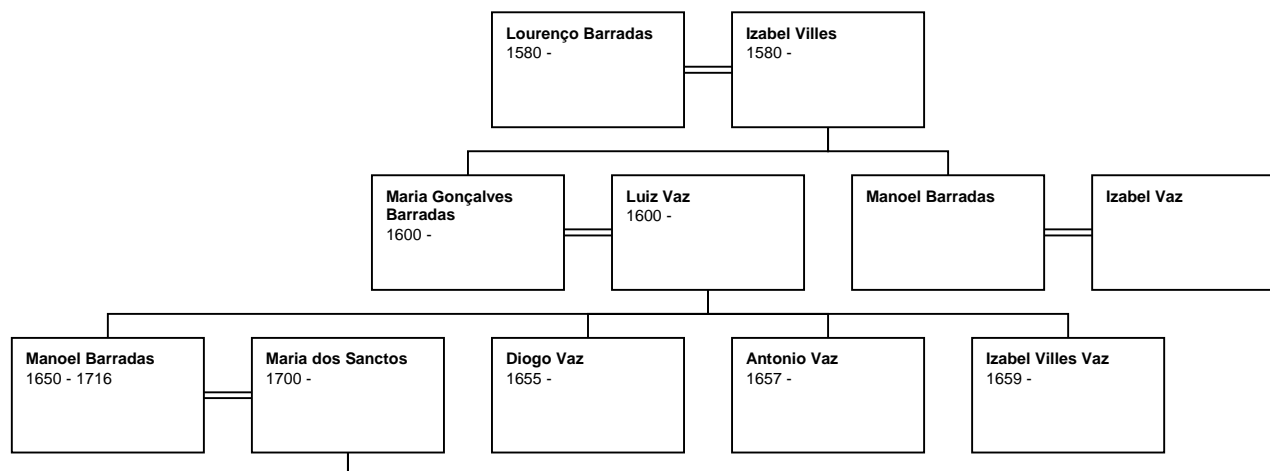 Lourenço Barradas
1580 -
Izabel Villes
1580 -
Maria Gonçalves
Barradas
1600 -
Luiz Vaz
1600 -
Manoel Barradas
Izabel Vaz
Manoel Barradas
1650 - 1716
Maria dos Sanctos
1700 -
Diogo Vaz
1655 -
Antonio Vaz
1657 -
Izabel Villes Vaz
1659 -